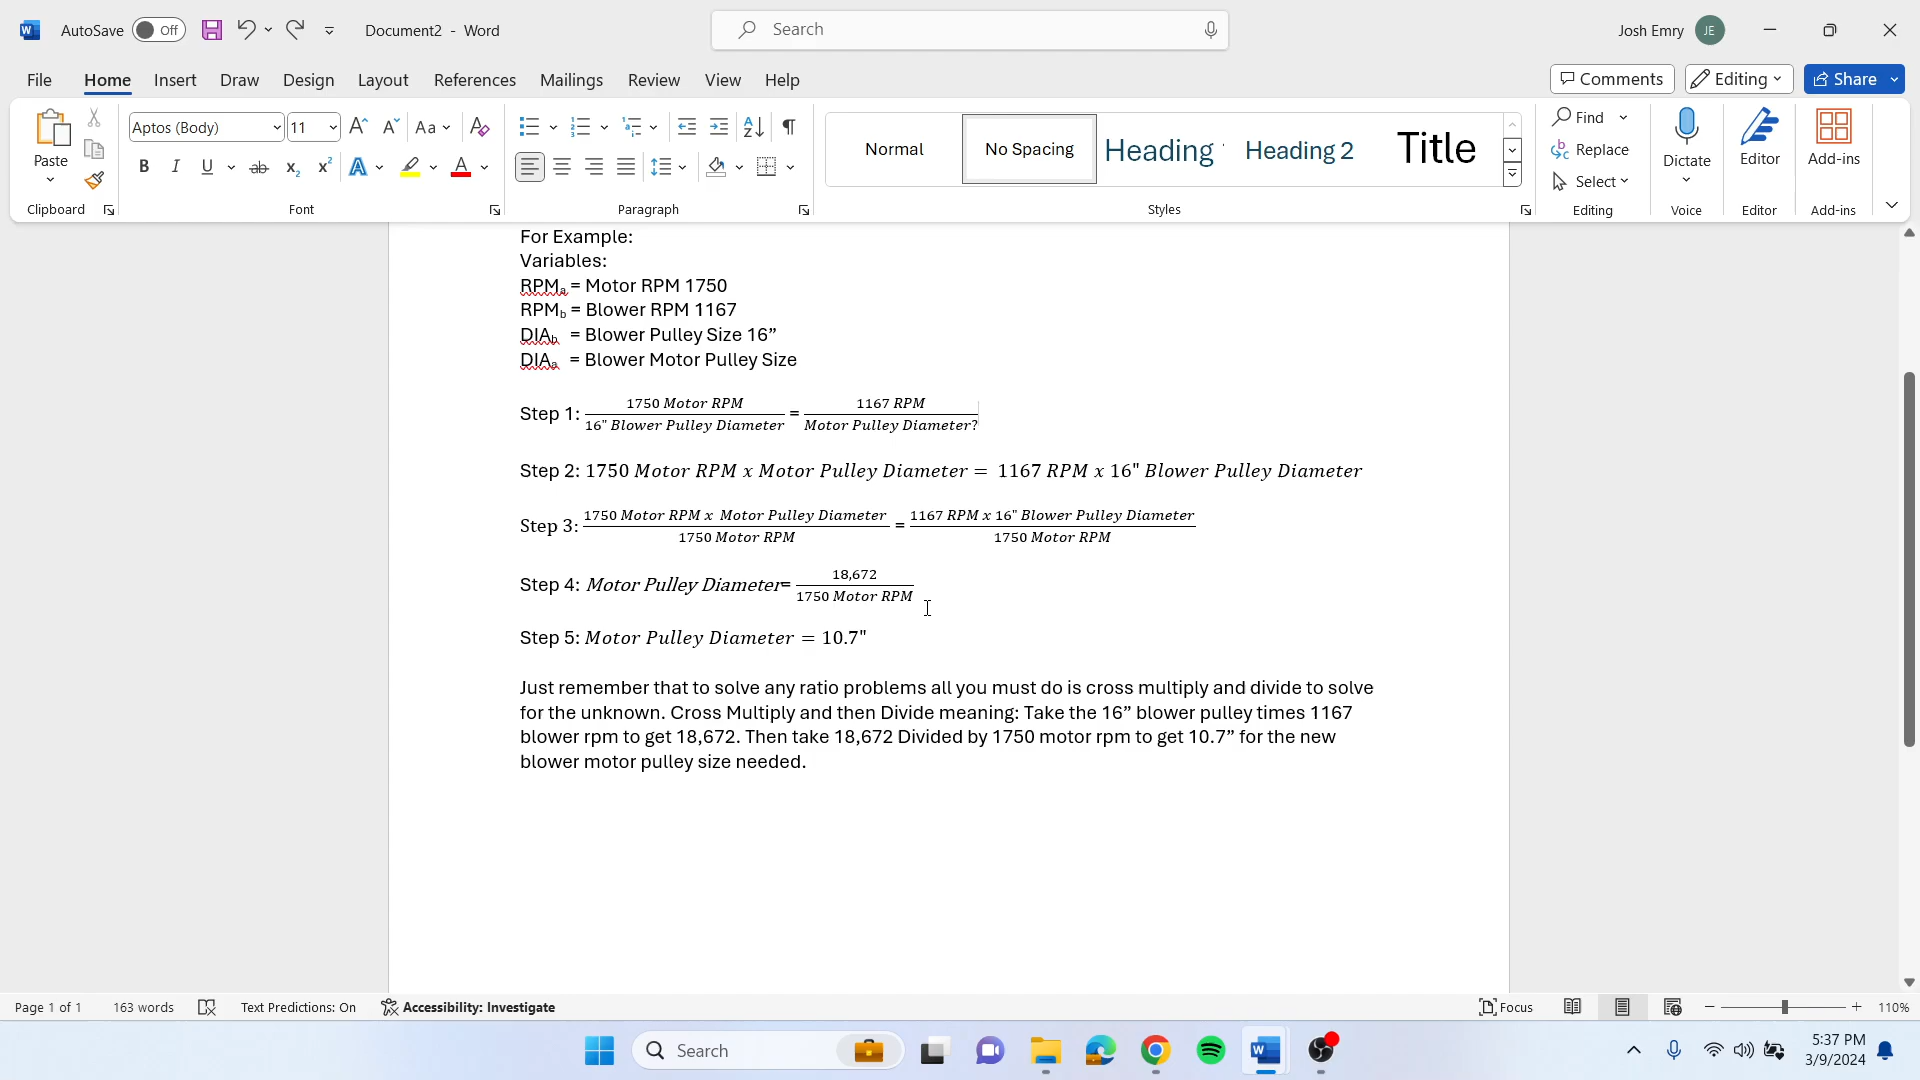 AutoSave Off Document2 - Word Search Josh Emry JE
File Home Insert Draw Design Layout References Mailings Review View Help Comments Editing Share
Paste Aptos (Body) 11 Aa Normal No Spacing Heading Heading 2 Title Find Replace Select Dictate Editor Add-ins
Clipboard Font Paragraph Styles Editing Voice Editor Add-ins
For Example:
Variables:
RPMₐ = Motor RPM 1750
RPM_b = Blower RPM 1167
DIA_b = Blower Pulley Size 16”
DIAₐ = Blower Motor Pulley Size
Step 1: 1750 Motor RPM / 16" Blower Pulley Diameter = 1167 RPM / Motor Pulley Diameter?
Step 2: 1750 Motor RPM x Motor Pulley Diameter = 1167 RPM x 16" Blower Pulley Diameter
Step 3: 1750 Motor RPM x Motor Pulley Diameter / 1750 Motor RPM = 1167 RPM x 16" Blower Pulley Diameter / 1750 Motor RPM
Step 4: Motor Pulley Diameter= 18,672 / 1750 Motor RPM
Step 5: Motor Pulley Diameter = 10.7"
Just remember that to solve any ratio problems all you must do is cross multiply and divide to solve
for the unknown. Cross Multiply and then Divide meaning: Take the 16” blower pulley times 1167
blower rpm to get 18,672. Then take 18,672 Divided by 1750 motor rpm to get 10.7” for the new
blower motor pulley size needed.
Page 1 of 1 163 words Text Predictions: On Accessibility: Investigate Focus 110%
Search 5:37 PM
3/9/2024